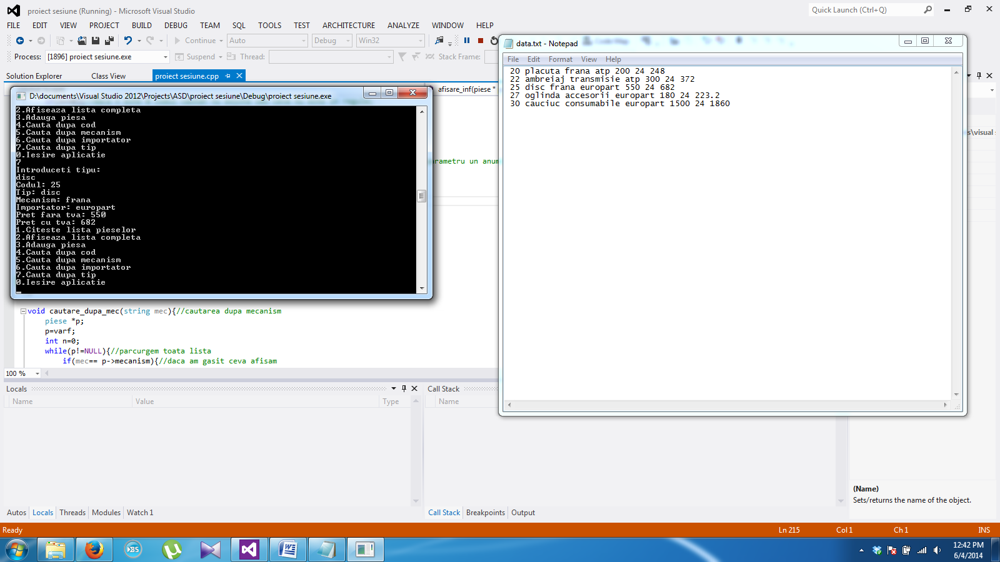 proiect sesiune (Running) - Microsoft Visual Studio
Quick Launch (Ctrl+Q)
FILE EDIT VIEW PROJECT BUILD DEBUG TEAM SQL TOOLS TEST ARCHITECTURE ANALYZE WINDOW HELP
Continue Auto Debug Win32
Process: [1896] proiect sesiune.exe Suspend Thread: Stack Frame:
Solution Explorer Class View proiect sesiune.cpp
afisare_inf(piese *
D:\documents\Visual Studio 2012\Projects\ASD\proiect sesiune\Debug\proiect sesiune.exe
2.Afiseaza lista completa
3.Adauga piesa
4.Cauta dupa cod
5.Cauta dupa mecanism
6.Cauta dupa importator
7.Cauta dupa tip
0.Iesire aplicatie
7
Introduceti tipu:
disc
Codul: 25
Tip: disc
Mecanism: frana
Importator: europart
Pret fara tva: 550
Pret cu tva: 682
1.Citeste lista pieselor
2.Afiseaza lista completa
3.Adauga piesa
4.Cauta dupa cod
5.Cauta dupa mecanism
6.Cauta dupa importator
7.Cauta dupa tip
0.Iesire aplicatie
rametru un anum
void cautare_dupa_mec(string mec){//cautarea dupa mecanism
piese *p;
p=varf;
int n=0;
while(p!=NULL){//parcurgem toata lista
if(mec== p->mecanism){//daca am gasit ceva afisam
100 %
data.txt - Notepad
File Edit Format View Help
20 placuta frana atp 200 24 248
22 ambreiaj transmisie atp 300 24 372
25 disc frana europart 550 24 682
27 oglinda accesorii europart 180 24 223.2
30 cauciuc consumabile europart 1500 24 1860
s\visual s
Locals
Name Value Type
Call Stack
Name
(Name)
Sets/returns the name of the object.
Autos Locals Threads Modules Watch 1
Call Stack Breakpoints Output
Ready
Ln 215 Col 1 Ch 1 INS
12:42 PM
6/4/2014